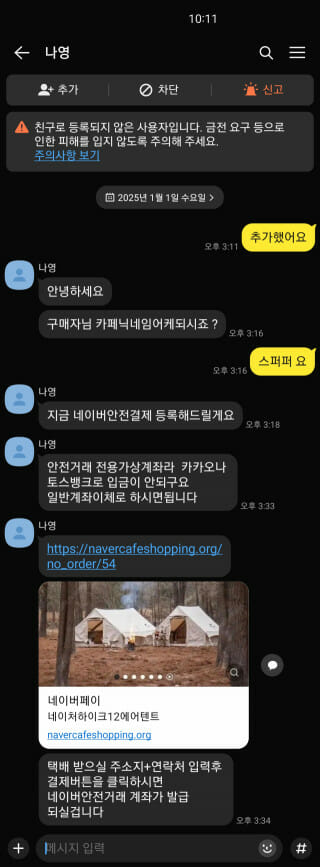 10:11
나영
추가
차단
신고
친구로 등록되지 않은 사용자입니다. 금전 요구 등으로
인한 피해를 입지 않도록 주의해 주세요.
주의사항 보기
2025년 1월 1일 수요일
추가했어요
오후 3:11
나영
안녕하세요
구매자님 카페닉네임어케되시죠 ?
오후 3:16
스퍼퍼 요
오후 3:16
나영
지금 네이버안전결제 등록해드릴게요
오후 3:18
나영
안전거래 전용가상계좌라 카카오나
토스뱅크로 입금이 안되구요
일반계좌이체로 하시면됩니다
오후 3:33
나영
https://navercafeshopping.org/
no_order/54
네이버페이
네이처하이크12에어텐트
navercafeshopping.org
택배 받으실 주소지+연락처 입력후
결제버튼을 클릭하시면
네이버안전거래 계좌가 발급
되실겁니다
오후 3:34
메시지 입력